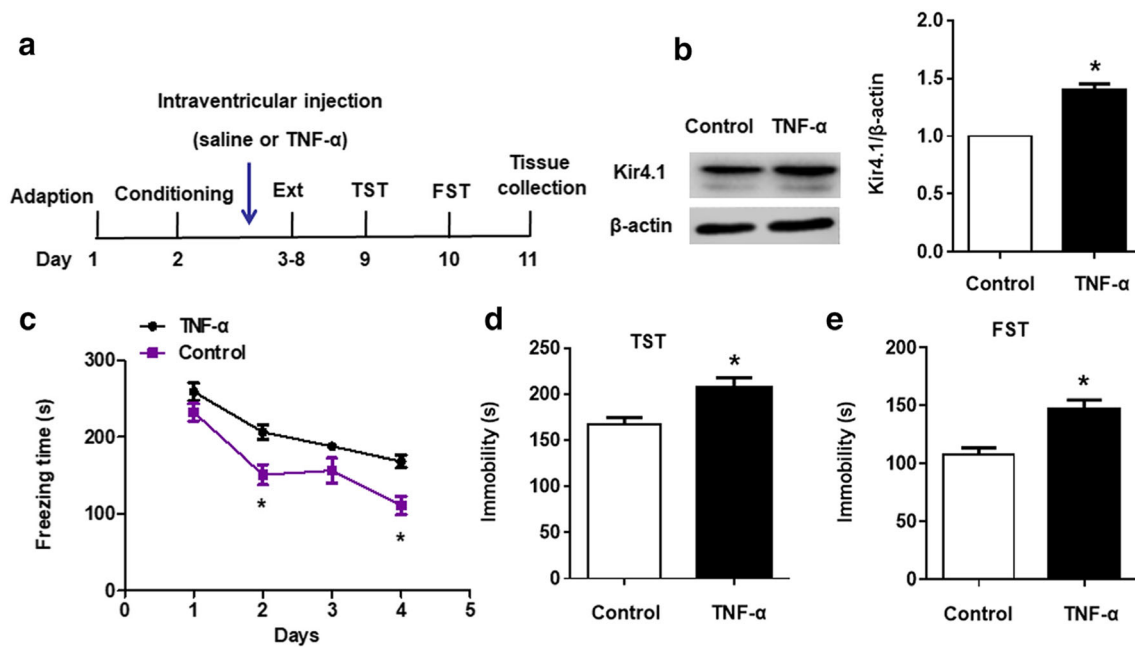 a
Intraventricular injection
(saline or TNF-α)
Adaption
Conditioning
Ext
TST
FST
Tissue
collection
Day 1 2 3-8 9 10 11
b
Control TNF-α
Kir4.1
β-actin
Kir4.1/β-actin
2.0
1.5
1.0
0.5
0.0
*
Control TNF-α
c
TNF-α
Control
Freezing time (s)
300
200
100
0
*
*
0 1 2 3 4 5
Days
d
TST
Immobility (s)
250
200
150
100
50
0
*
Control TNF-α
e
FST
Immobility (s)
200
150
100
50
0
*
Control TNF-α